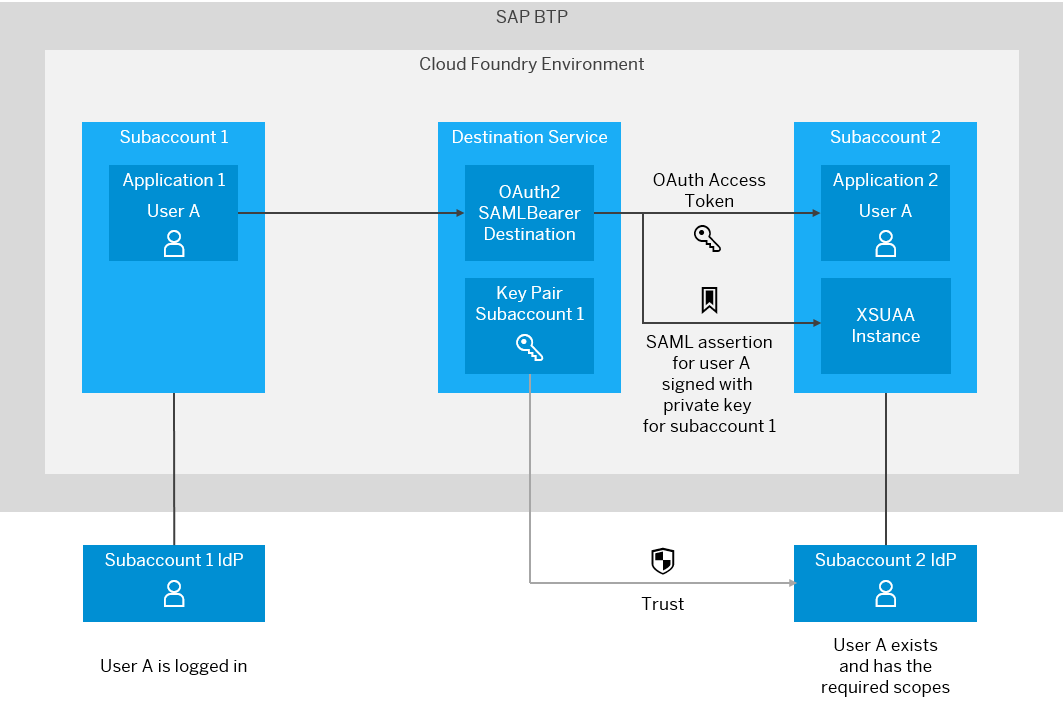 SAP BTP
Cloud Foundry Environment
Subaccount 1
Application 1
User A
Destination Service
OAuth2
SAMLBearer
Destination
Key Pair
Subaccount 1
OAuth Access
Token
SAML assertion
for user A
signed with
private key
for subaccount 1
Subaccount 2
Application 2
User A
XSUAA
Instance
Subaccount 1 IdP
User A is logged in
Trust
Subaccount 2 IdP
User A exists
and has the
required scopes